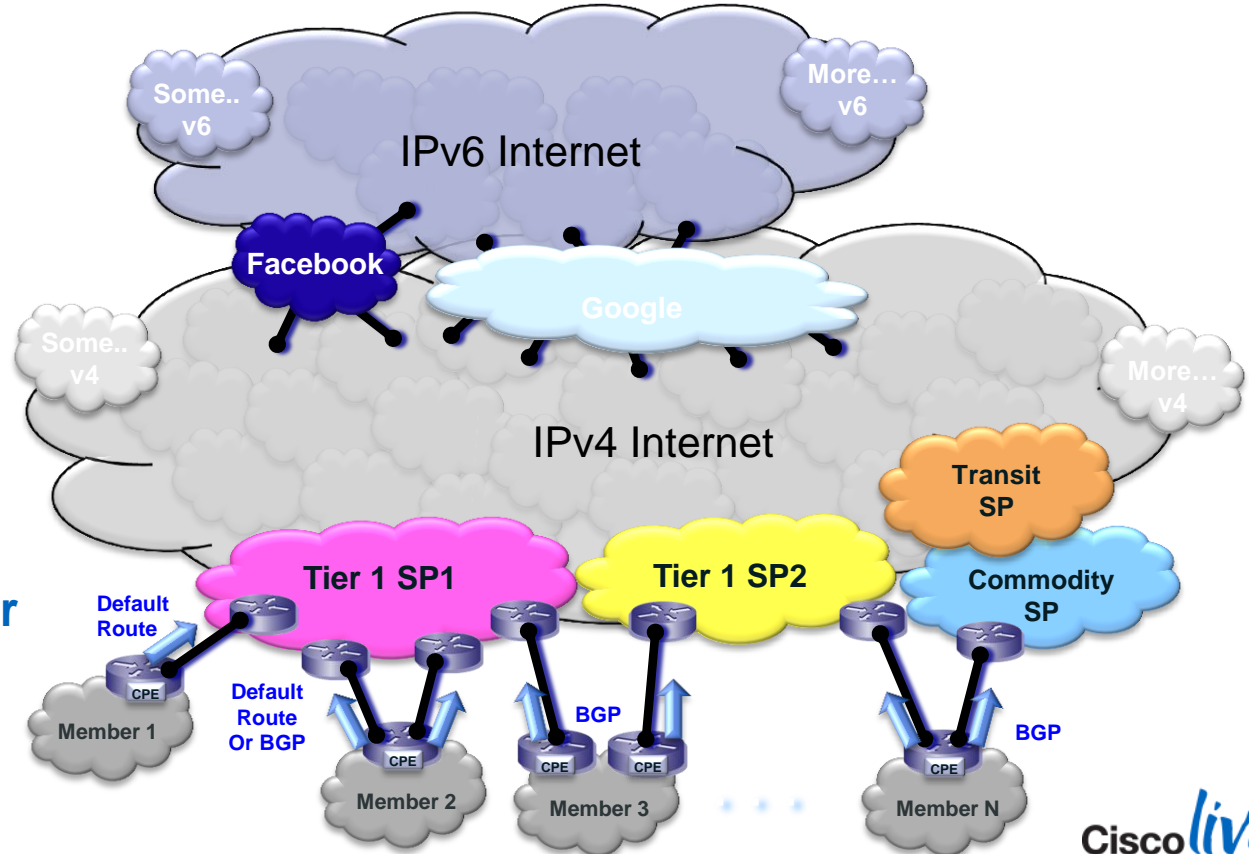 Some..
v6
More...
v6
IPv6 Internet
Facebook
Google
Some..
v4
More...
v4
IPv4 Internet
Transit
SP
Tier 1 SP1
Tier 1 SP2
Commodity
SP
r
Default
Route
CPE
Member 1
Default
Route
Or BGP
CPE
Member 2
BGP
CPE
CPE
Member 3
CPE
Member N
BGP
Cisco